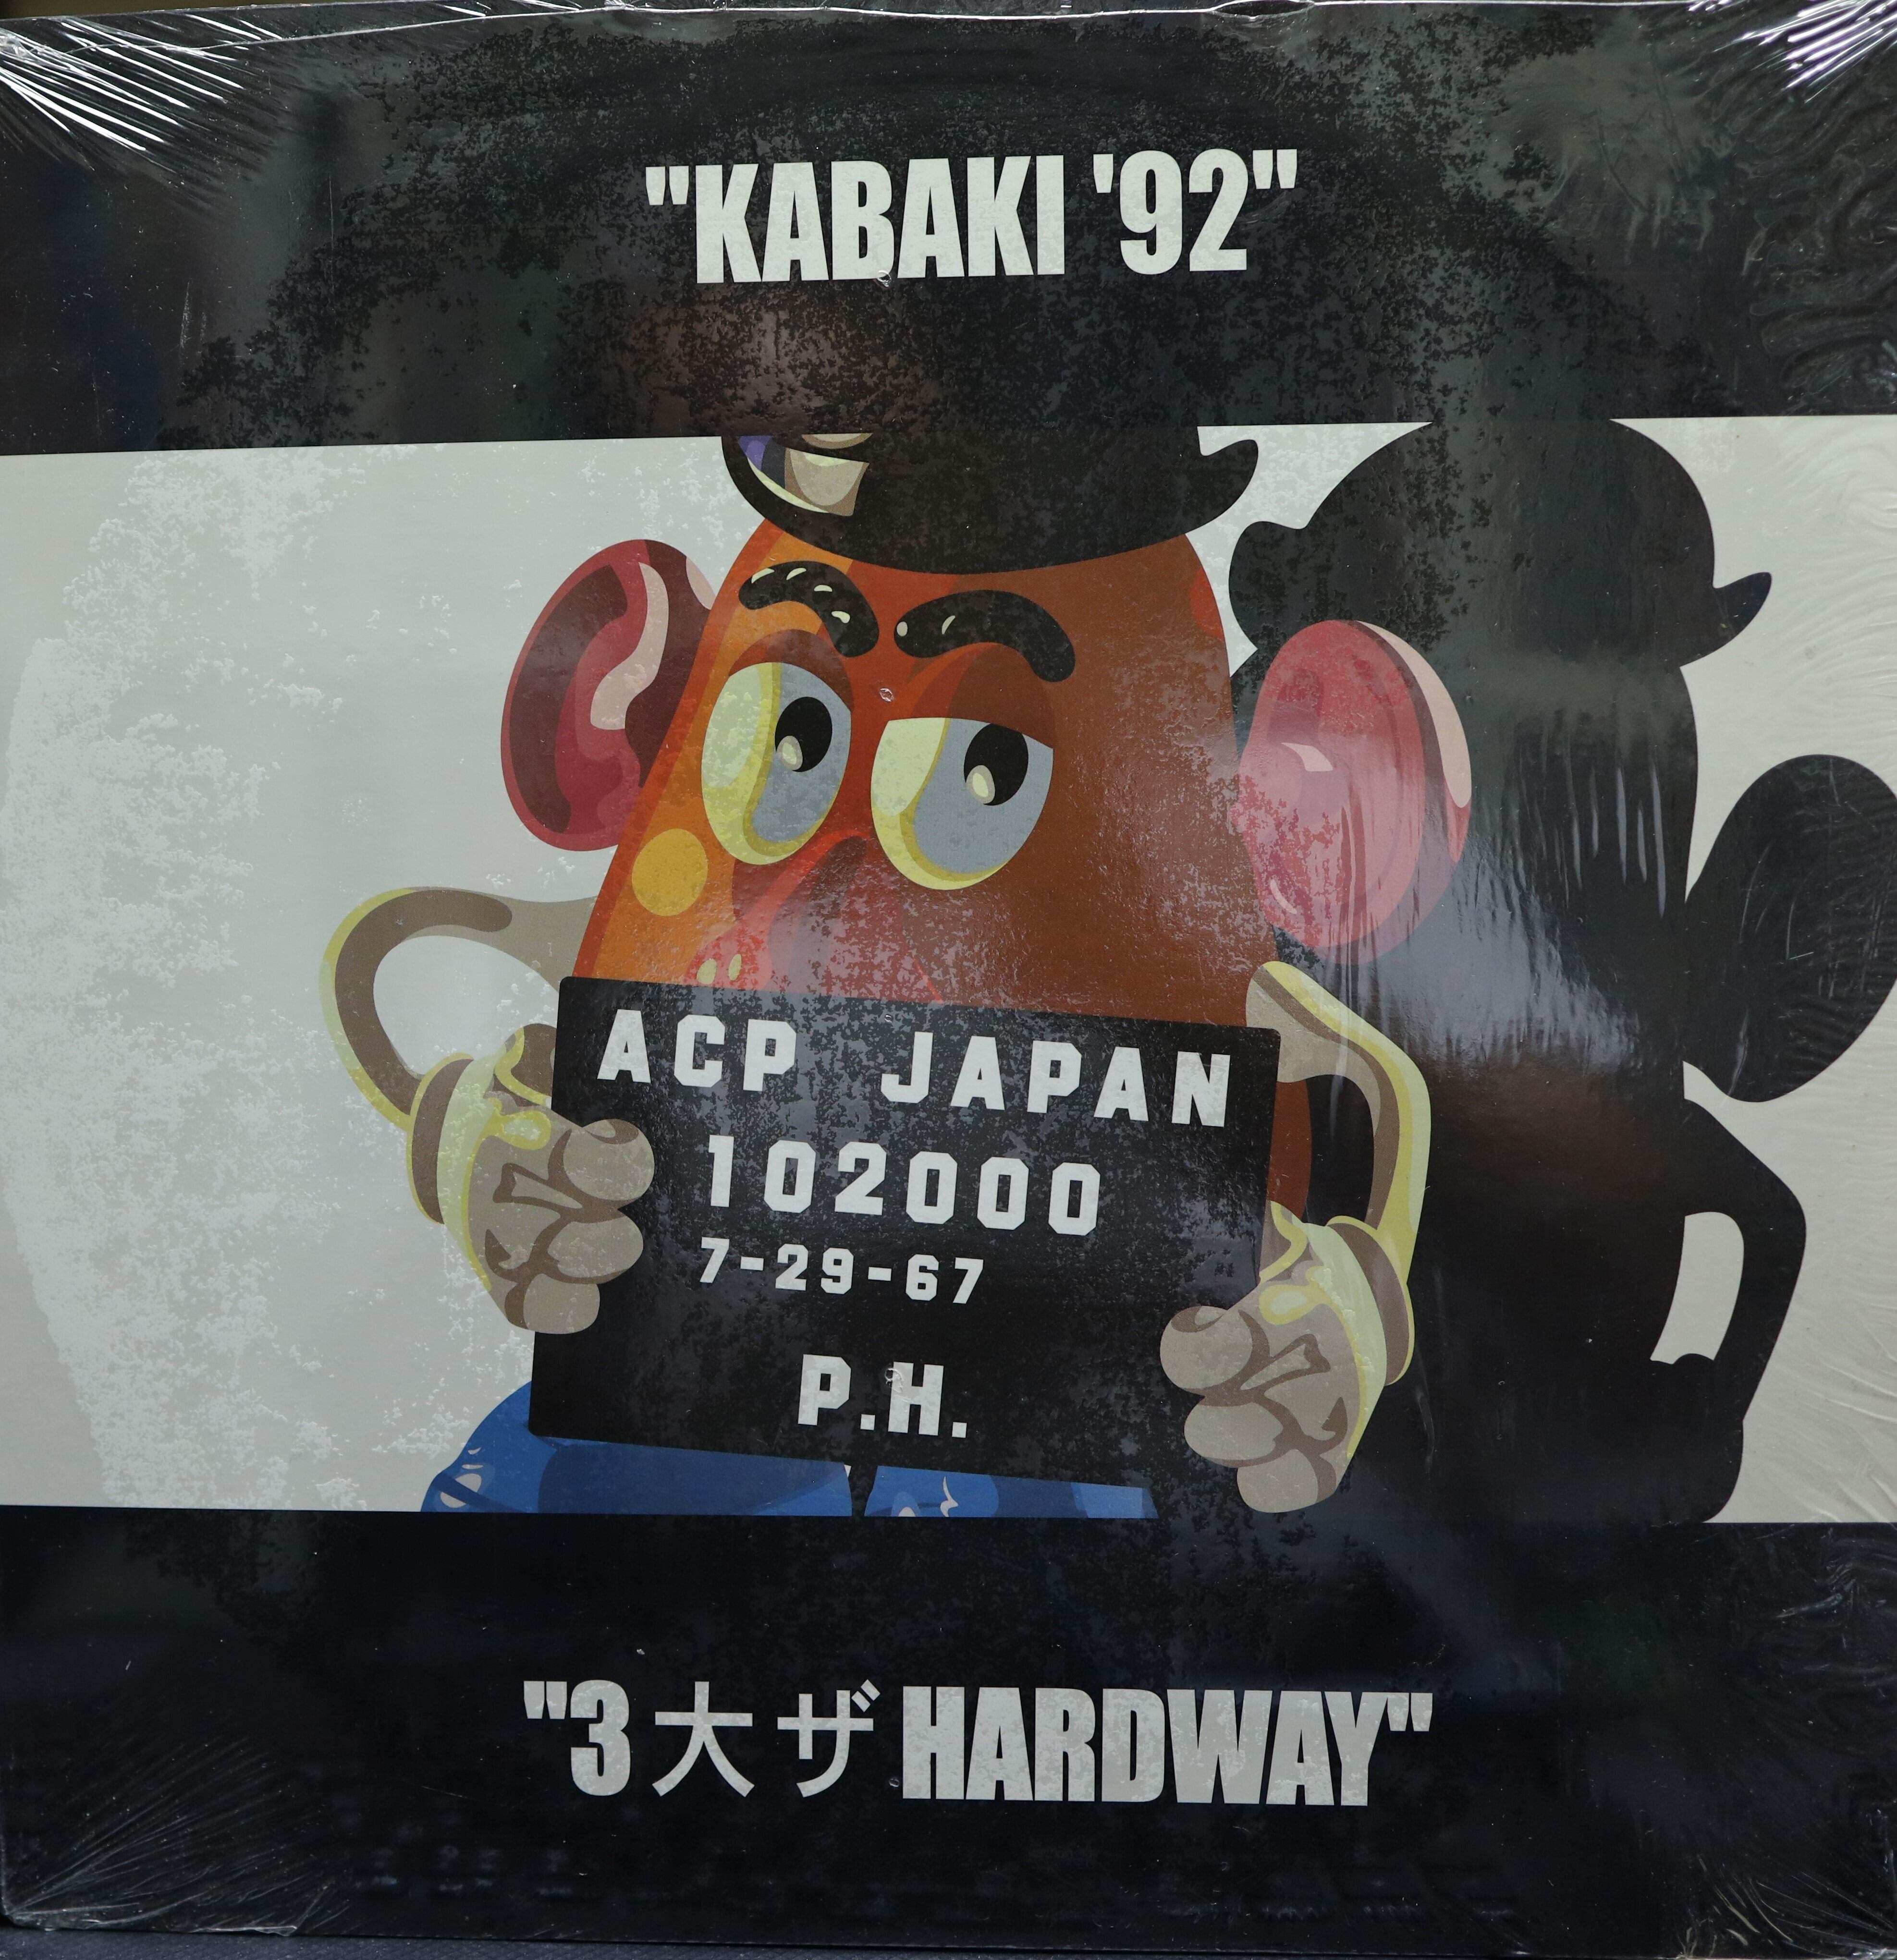 "KABAKI '92"
ACP JAPAN
102000
7-29-67
P.H.
"3大ザ HARDWAY"